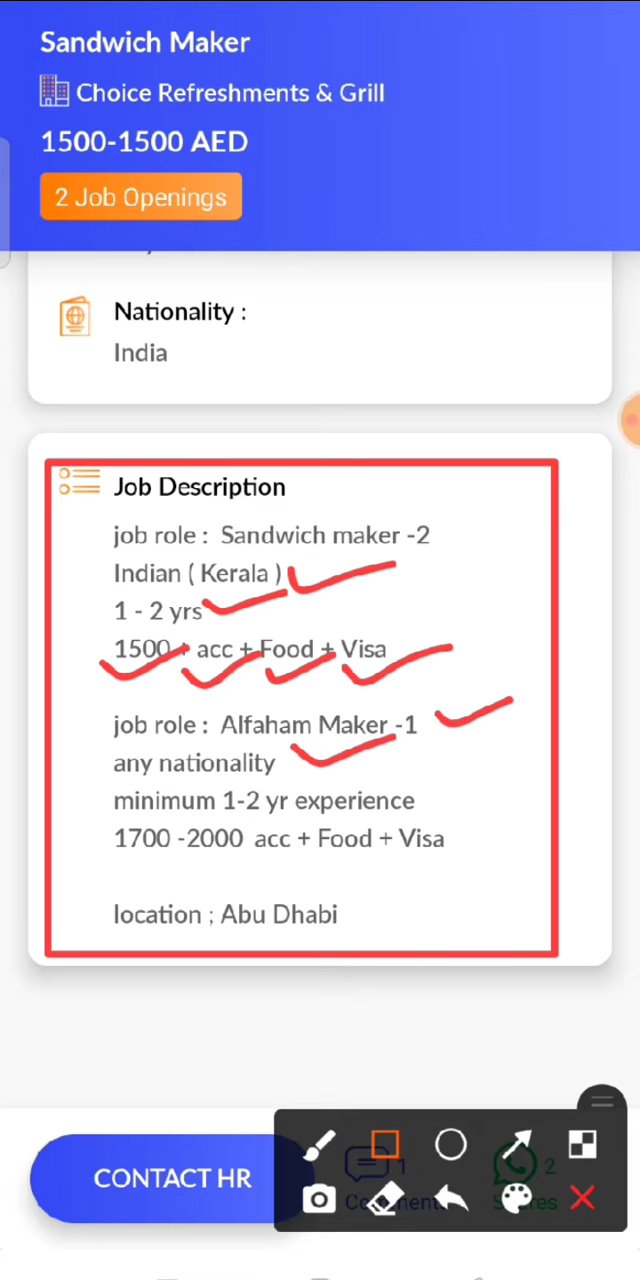 Sandwich Maker
Choice Refreshments & Grill
1500-1500 AED
2 Job Openings
Nationality :
India
Job Description
job role : Sandwich maker -2
Indian ( Kerala )
1 - 2 yrs
1500 + acc + Food + Visa
job role : Alfaham Maker -1
any nationality
minimum 1-2 yr experience
1700 -2000 acc + Food + Visa
location ; Abu Dhabi
CONTACT HR
1
2